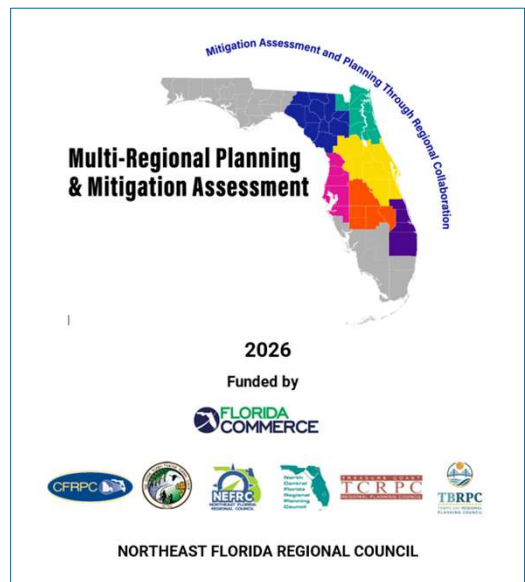 Mitigation Assessment and Planning Through Regional Collaboration
Multi-Regional Planning
& Mitigation Assessment
2026
Funded by
FLORIDA
COMMERCE
CFRPC
NEFRC
NORTHEAST FLORIDA
REGIONAL COUNCIL
North
Central
Florida
Regional
Planning
Council
TREASURE COAST
TCRPC
REGIONAL PLANNING COUNCIL
TBRPC
TAMPA BAY REGIONAL
PLANNING COUNCIL
NORTHEAST FLORIDA REGIONAL COUNCIL